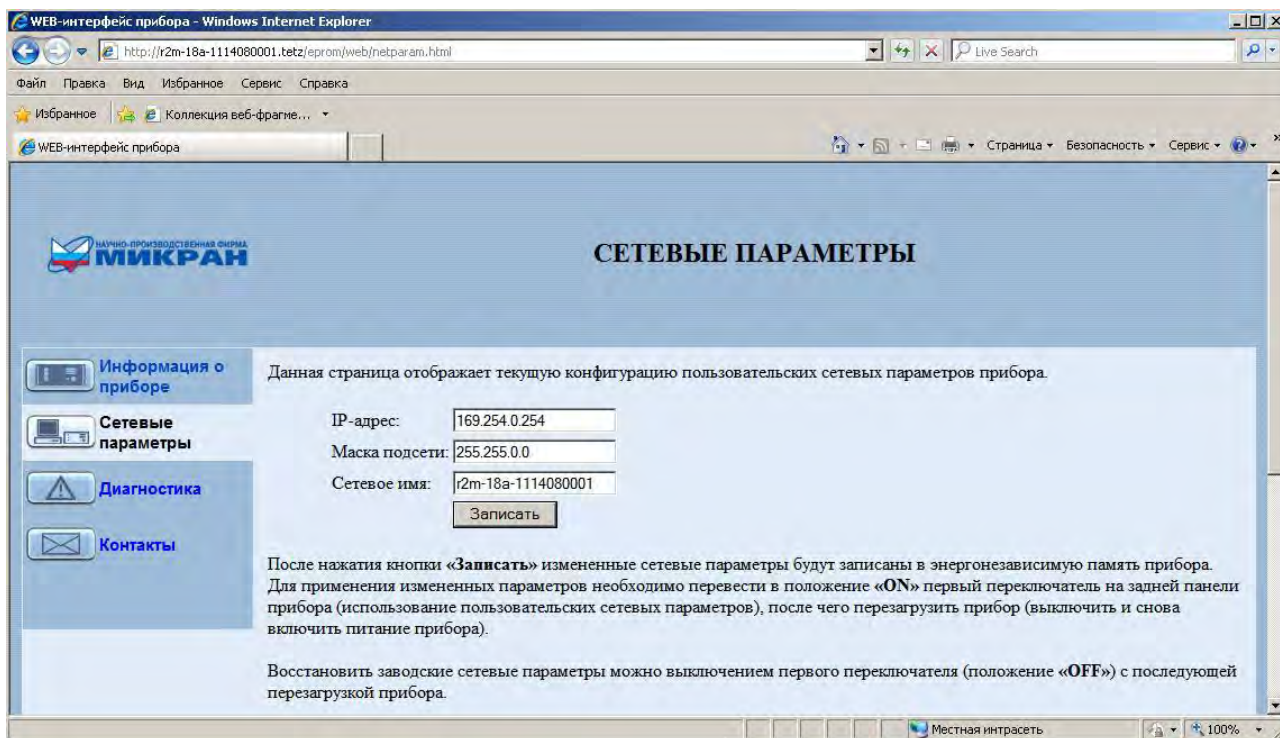 WEB-интерфейс прибора - Windows Internet Explorer
http://r2m-18a-1114080001.tetz/eprom/web/netparam.html
Live Search
Файл Правка Вид Избранное Сервис Справка
Избранное Коллекция веб-фрагме...
WEB-интерфейс прибора
Страница Безопасность Сервис
НАУЧНО-ПРОИЗВОДСТВЕННАЯ ФИРМА
МИКРАН
СЕТЕВЫЕ ПАРАМЕТРЫ
Информация о
приборе
Сетевые
параметры
Диагностика
Контакты
Данная страница отображает текущую конфигурацию пользовательских сетевых параметров прибора.
IP-адрес: 169.254.0.254
Маска подсети: 255.255.0.0
Сетевое имя: r2m-18a-1114080001
Записать
После нажатия кнопки «Записать» измененные сетевые параметры будут записаны в энергонезависимую память прибора.
Для применения измененных параметров необходимо перевести в положение «ON» первый переключатель на задней панели
прибора (использование пользовательских сетевых параметров), после чего перезагрузить прибор (выключить и снова
включить питание прибора).
Восстановить заводские сетевые параметры можно выключением первого переключателя (положение «OFF») с последующей
перезагрузкой прибора.
Местная интрасеть
100%